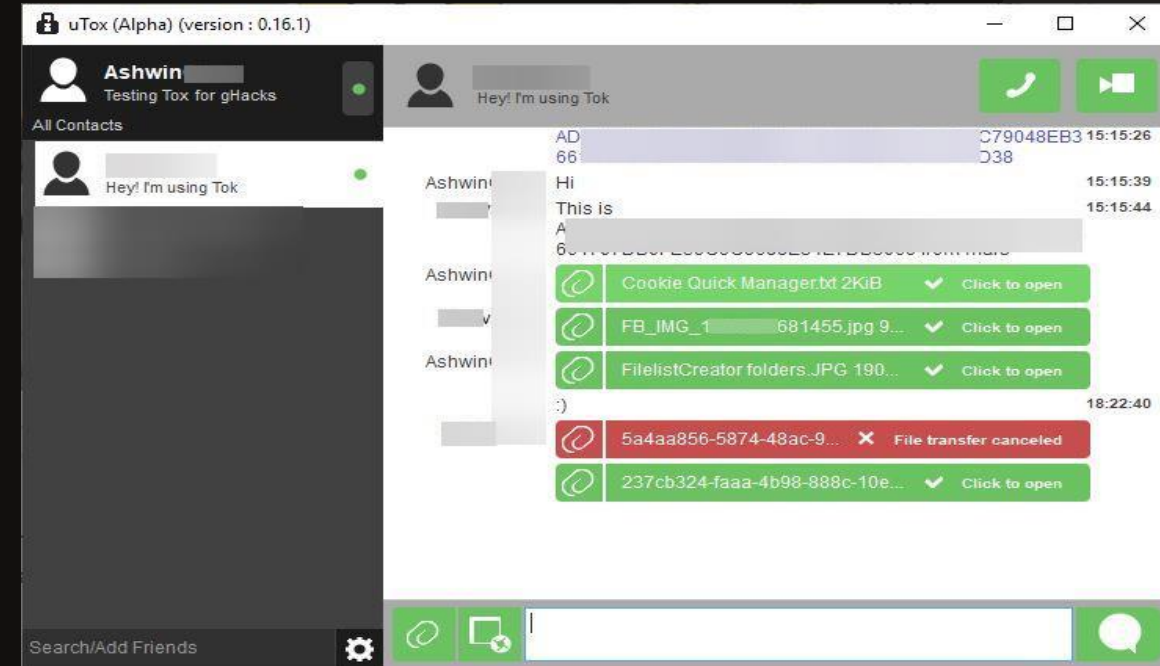 uTox (Alpha) (version : 0.16.1)
Ashwin
Testing Tox for gHacks
All Contacts
Hey! I'm using Tok
Search/Add Friends
Hey! I'm using Tok
AD C79048EB3 15:15:26
66 D38
Ashwin Hi 15:15:39
This is 15:15:44
A
Ashwin Cookie Quick Manager.txt 2KiB Click to open
FB_IMG_1 681455.jpg 9... Click to open
Ashwin FilelistCreator folders.JPG 190... Click to open
:) 18:22:40
5a4aa856-5874-48ac-9... File transfer canceled
237cb324-faaa-4b98-888c-10e... Click to open